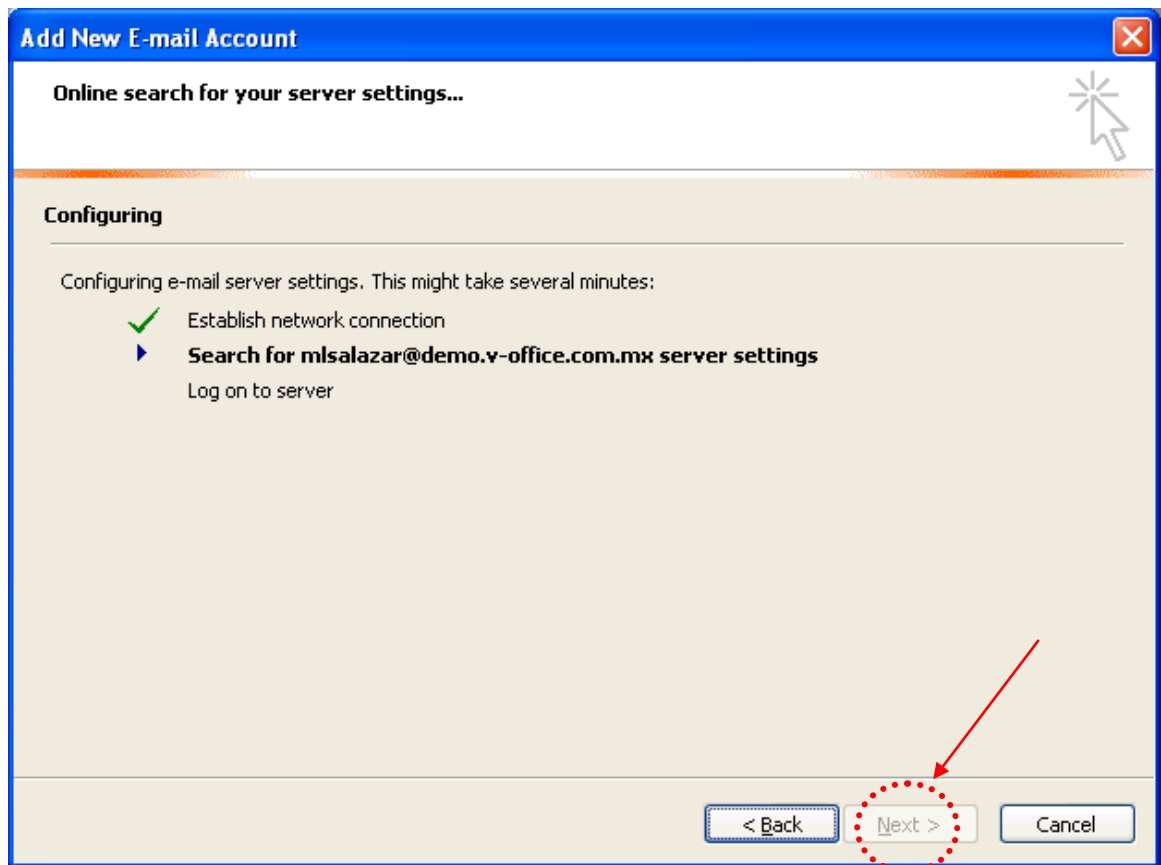 Add New E-mail Account
Online search for your server settings...
Configuring
Configuring e-mail server settings. This might take several minutes:
Establish network connection
Search for mlsalazar@demo.v-office.com.mx server settings
Log on to server
< Back Next > Cancel